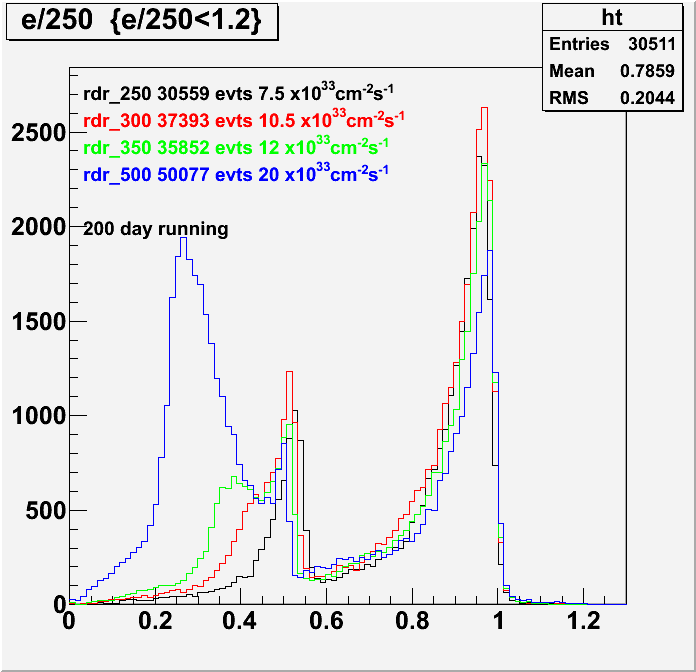 e/250 {e/250<1.2}
ht
Entries 30511
Mean 0.7859
RMS 0.2044
rdr_250 30559 evts 7.5 x10³³cm⁻²s⁻¹
rdr_300 37393 evts 10.5 x10³³cm⁻²s⁻¹
rdr_350 35852 evts 12 x10³³cm⁻²s⁻¹
rdr_500 50077 evts 20 x10³³cm⁻²s⁻¹
200 day running
2500
2000
1500
1000
500
0
0 0.2 0.4 0.6 0.8 1 1.2